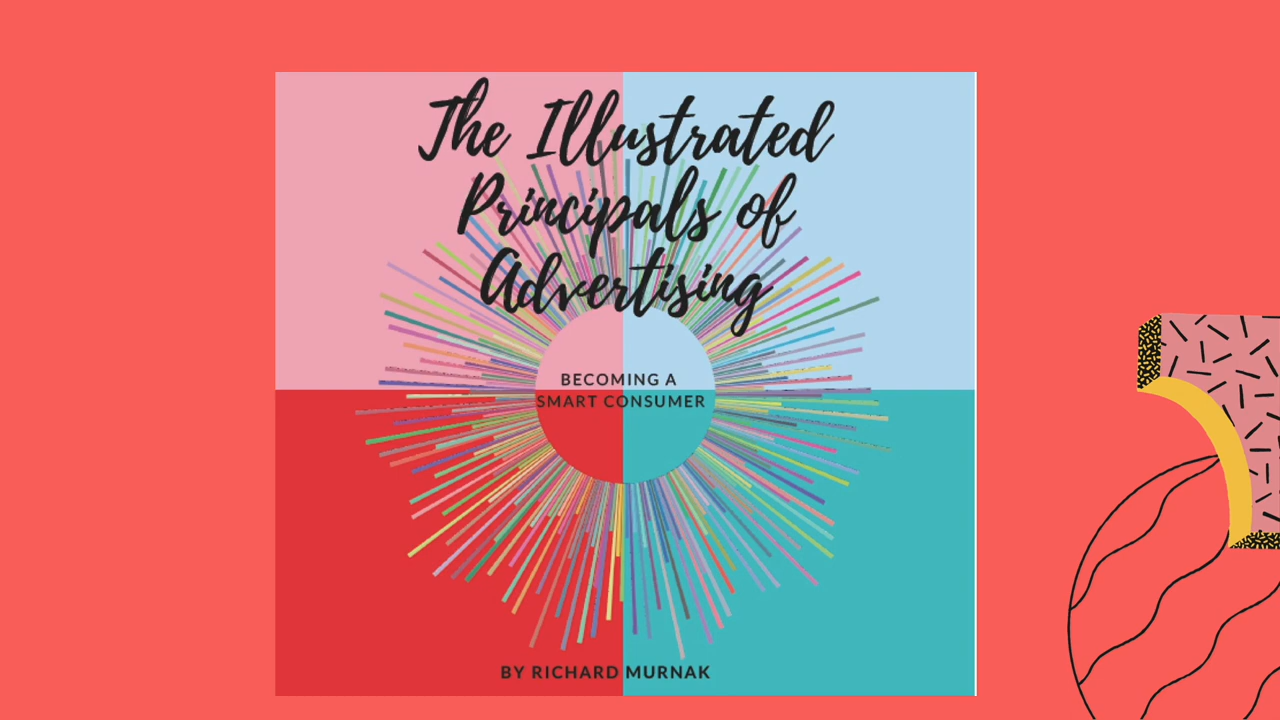 The Illustrated
Principals of
Advertising
BECOMING A
SMART CONSUMER
BY RICHARD MURNAK